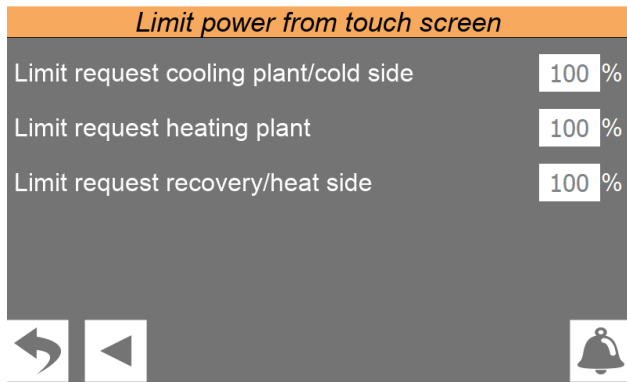 Limit power from touch screen
Limit request cooling plant/cold side 100 %
Limit request heating plant 100 %
Limit request recovery/heat side 100 %